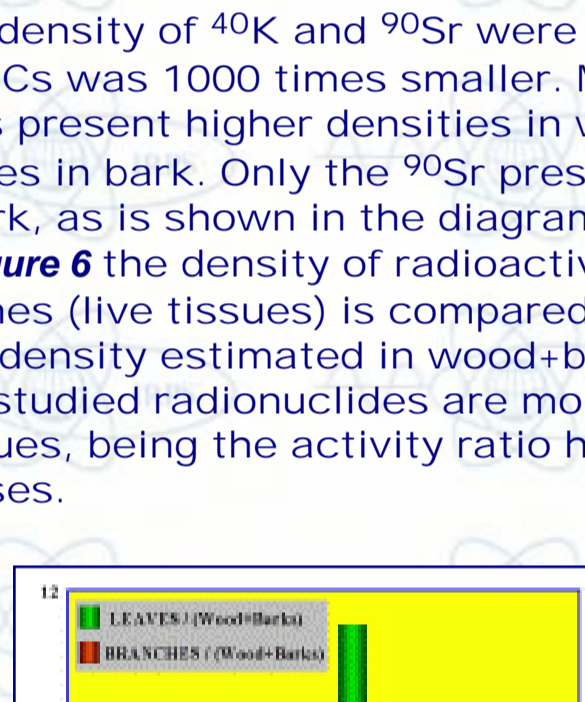 density of ⁴⁰K and ⁹⁰Sr were
Cs was 1000 times smaller.
present higher densities in
es in bark. Only the ⁹⁰Sr pres
rk, as is shown in the diagran
ure 6 the density of radioactiv
nes (live tissues) is compared
density estimated in wood+b
studied radionuclides are mo
ues, being the activity ratio h
ses.
12
LEAVES / (Wood+Barks)
BRANCHES / (Wood+Barks)